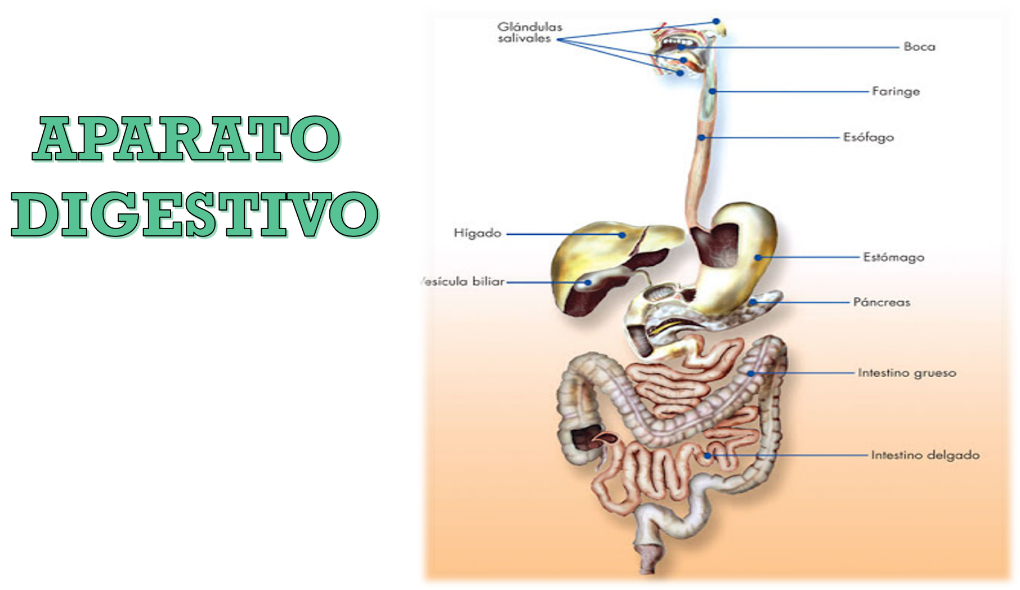 APARATO
DIGESTIVO
Glándulas
salivales
Boca
Faringe
Esófago
Hígado
Estómago
esícula biliar
Páncreas
Intestino grueso
Intestino delgado